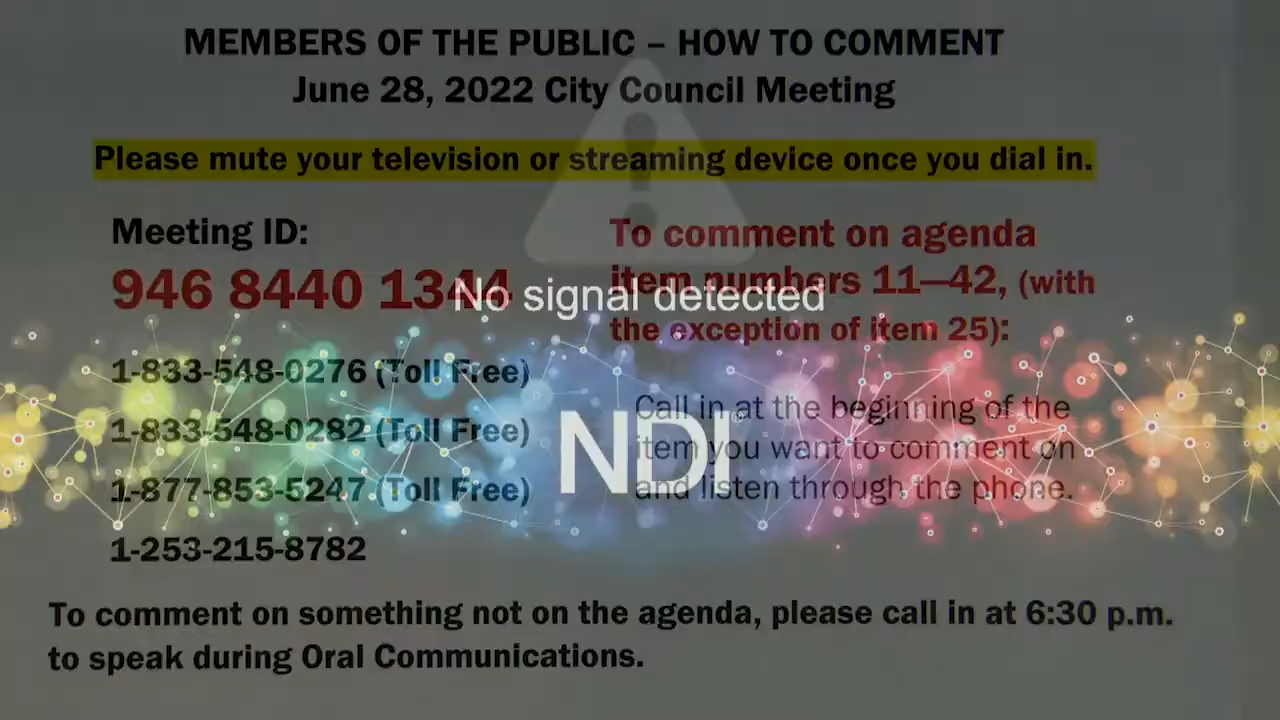 MEMBERS OF THE PUBLIC – HOW TO COMMENT
June 28, 2022 City Council Meeting
Please mute your television or streaming device once you dial in.
Meeting ID:
946 8440 1344
1-833-548-0276 (Toll Free)
1-833-548-0282 (Toll Free)
1-877-853-5247 (Toll Free)
1-253-215-8782
To comment on agenda
item numbers 11—42, (with
the exception of item 25):
Call in at the beginning of the
item you want to comment on
and listen through the phone.
No signal detected
NDI
To comment on something not on the agenda, please call in at 6:30 p.m.
to speak during Oral Communications.